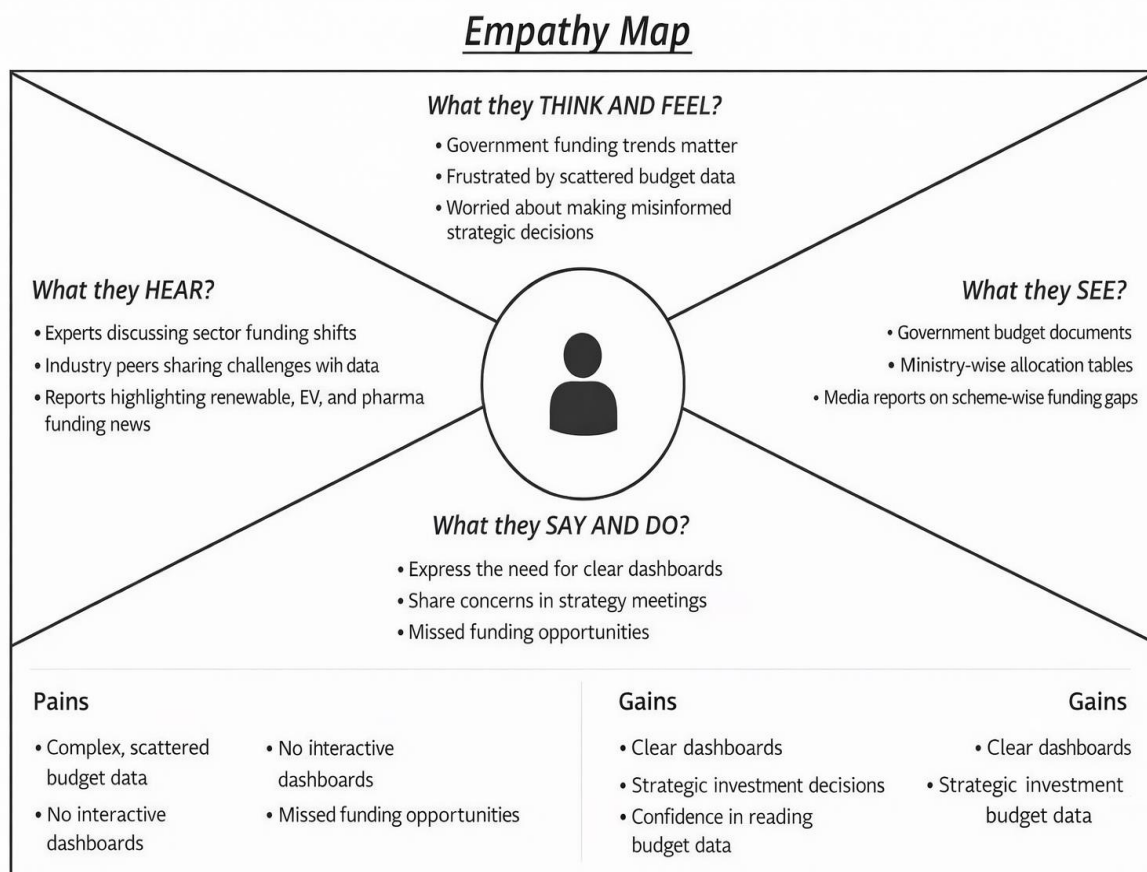 Empathy Map
What they THINK AND FEEL?
• Government funding trends matter
• Frustrated by scattered budget data
• Worried about making misinformed
strategic decisions
What they HEAR?
• Experts discussing sector funding shifts
• Industry peers sharing challenges wih data
• Reports highlighting renewable, EV, and pharma
funding news
What they SEE?
• Government budget documents
• Ministry-wise allocation tables
• Media reports on scheme-wise funding gaps
What they SAY AND DO?
• Express the need for clear dashboards
• Share concerns in strategy meetings
• Missed funding opportunities
Pains
• Complex, scattered
budget data
• No interactive
dashboards
• No ihteractive
dashboards
• Missed funding opportunities
Gains
• Clear dashboards
• Strategic investment decisions
• Confidence in reading
budget data
Gains
• Clear dashboards
• Strategic investment
budget data